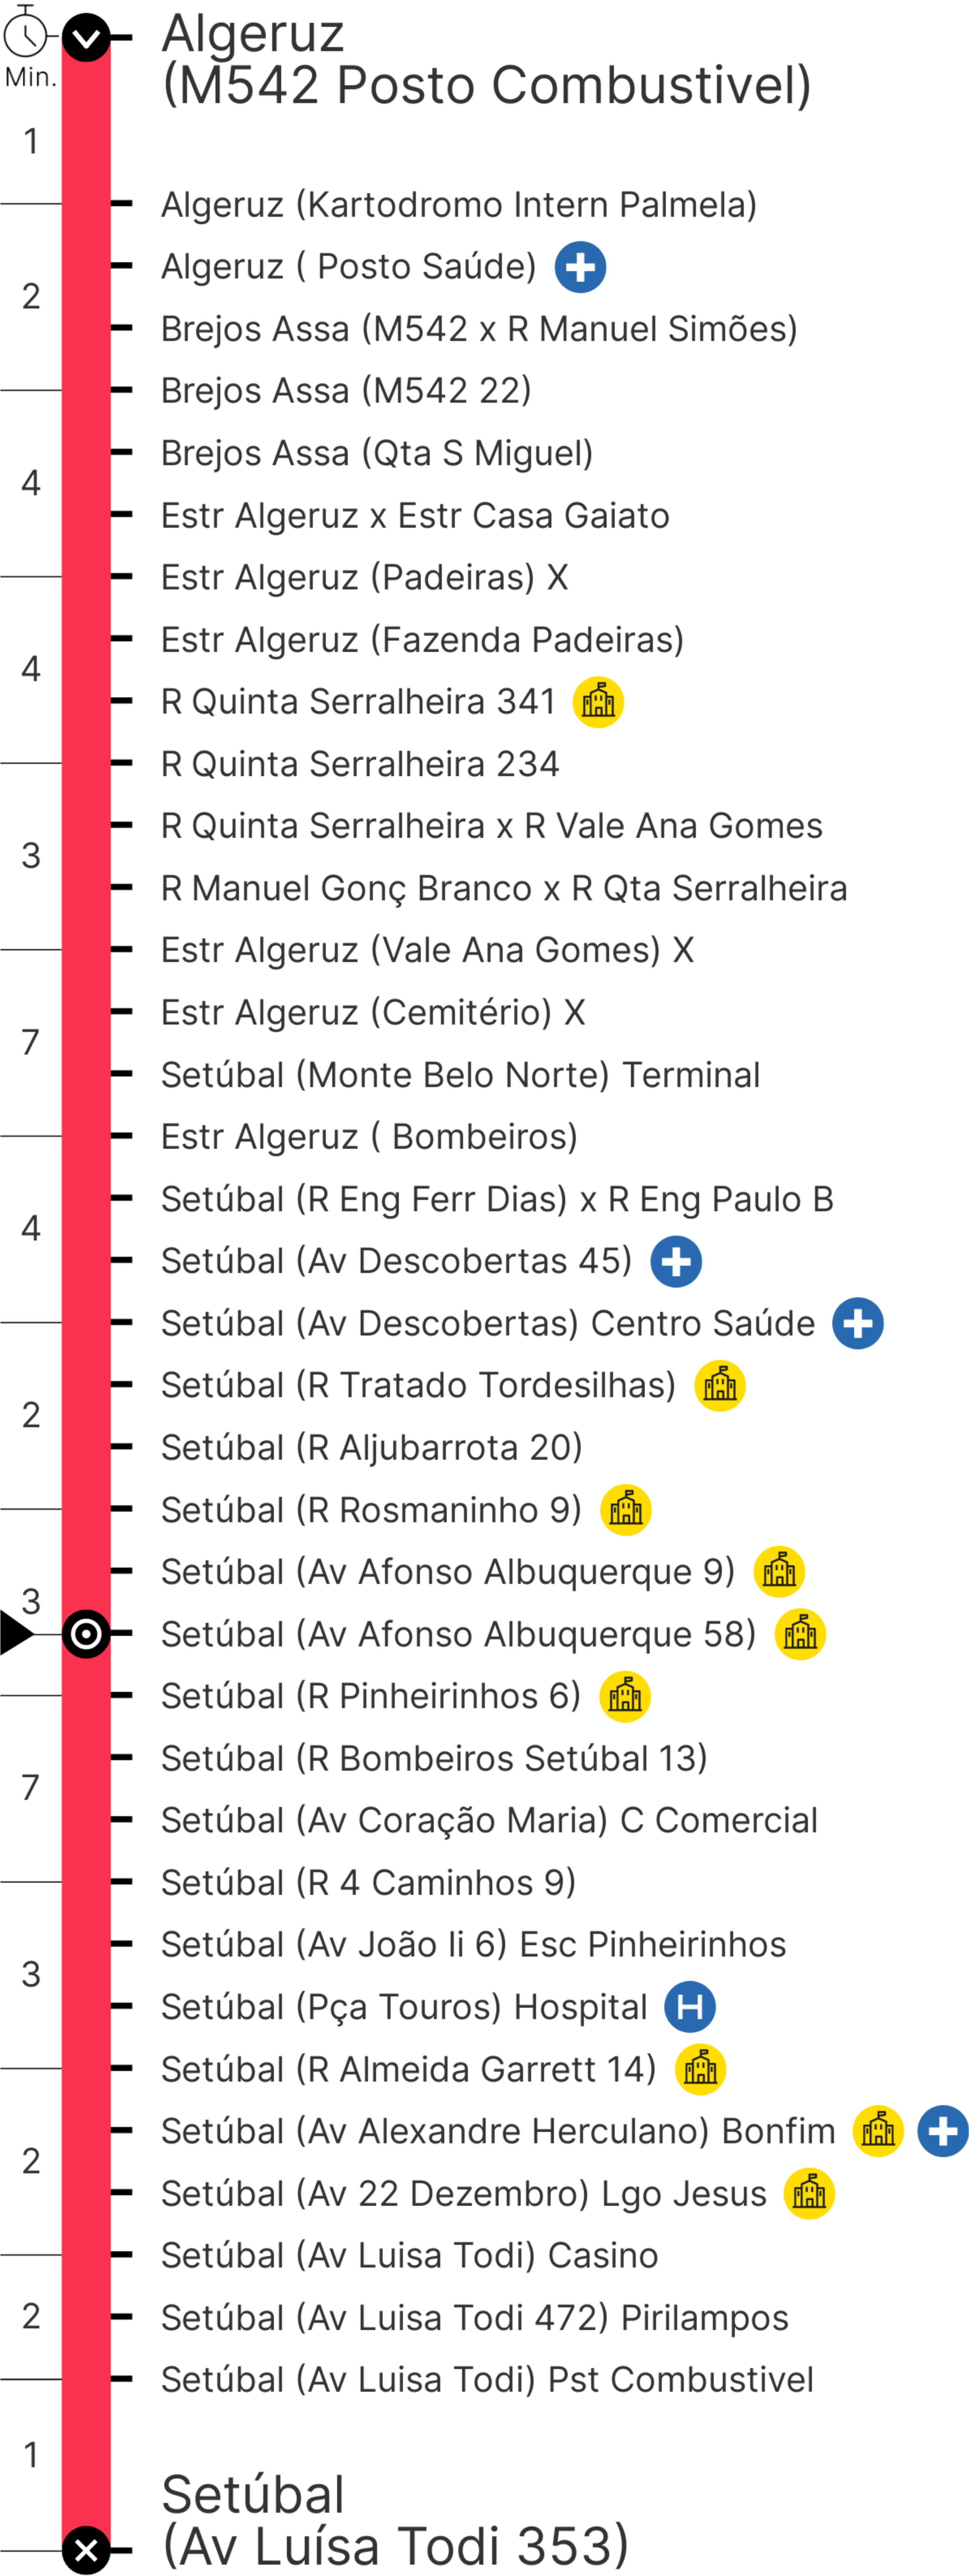 Algeruz
(M542 Posto Combustivel)
Min.
1
Algeruz (Kartodromo Intern Palmela)
Algeruz ( Posto Saúde)
2
Brejos Assa (M542 x R Manuel Simões)
Brejos Assa (M542 22)
Brejos Assa (Qta S Miguel)
4
Estr Algeruz x Estr Casa Gaiato
Estr Algeruz (Padeiras) X
Estr Algeruz (Fazenda Padeiras)
4
R Quinta Serralheira 341
R Quinta Serralheira 234
R Quinta Serralheira x R Vale Ana Gomes
3
R Manuel Gonç Branco x R Qta Serralheira
Estr Algeruz (Vale Ana Gomes) X
Estr Algeruz (Cemitério) X
7
Setúbal (Monte Belo Norte) Terminal
Estr Algeruz ( Bombeiros)
Setúbal (R Eng Ferr Dias) x R Eng Paulo B
4
Setúbal (Av Descobertas 45)
Setúbal (Av Descobertas) Centro Saúde
Setúbal (R Tratado Tordesilhas)
2
Setúbal (R Aljubarrota 20)
Setúbal (R Rosmaninho 9)
Setúbal (Av Afonso Albuquerque 9)
3
Setúbal (Av Afonso Albuquerque 58)
Setúbal (R Pinheirinhos 6)
Setúbal (R Bombeiros Setúbal 13)
7
Setúbal (Av Coração Maria) C Comercial
Setúbal (R 4 Caminhos 9)
Setúbal (Av João Ii 6) Esc Pinheirinhos
3
Setúbal (Pça Touros) Hospital H
Setúbal (R Almeida Garrett 14)
Setúbal (Av Alexandre Herculano) Bonfim
2
Setúbal (Av 22 Dezembro) Lgo Jesus
Setúbal (Av Luisa Todi) Casino
2
Setúbal (Av Luisa Todi 472) Pirilampos
Setúbal (Av Luisa Todi) Pst Combustivel
1
Setúbal
(Av Luísa Todi 353)